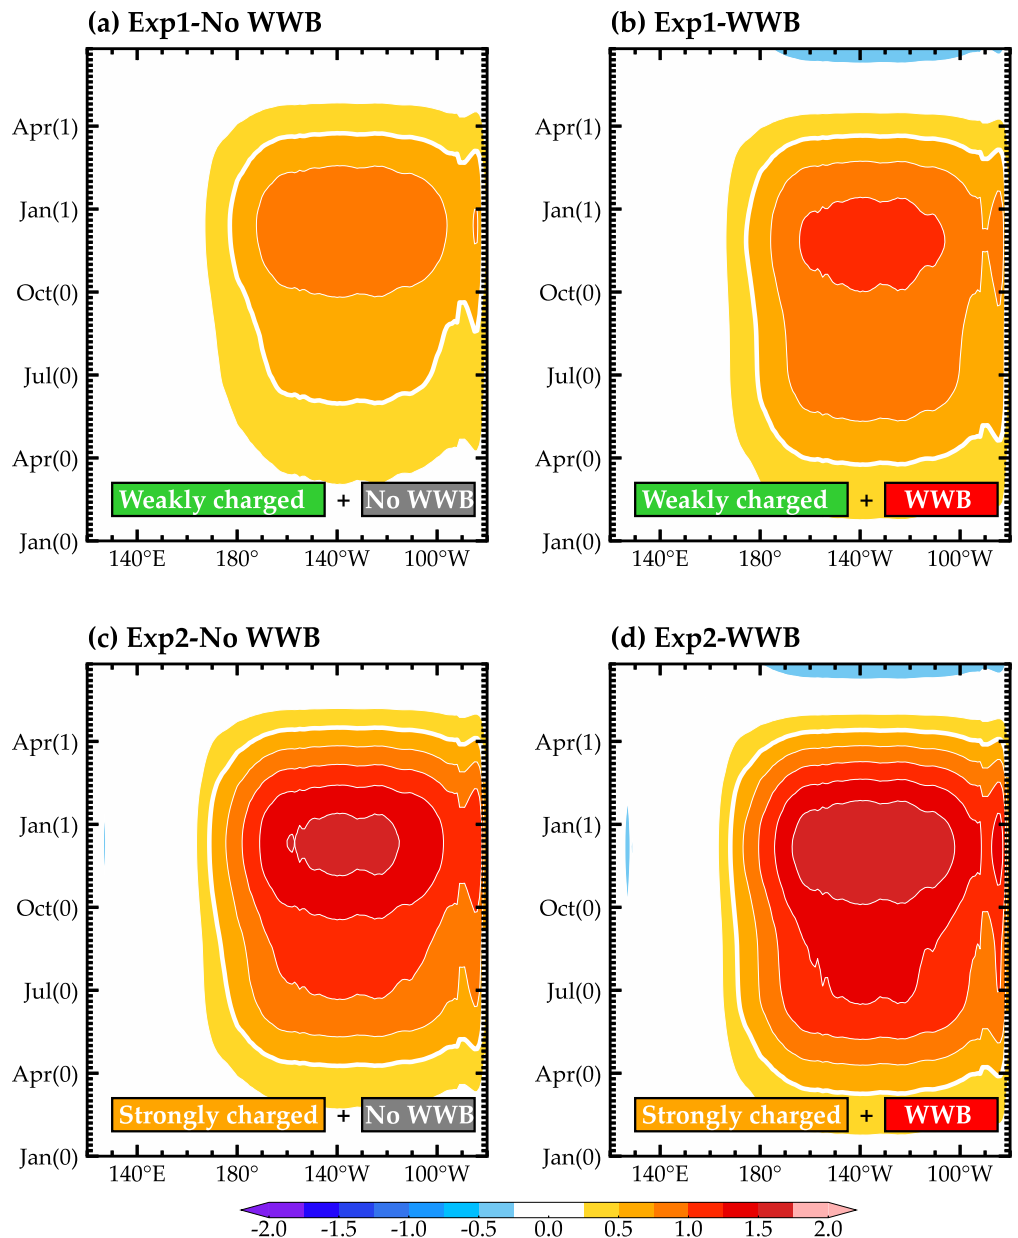 (a) Exp1-No WWB
(b) Exp1-WWB
Apr(1)
Jan(1)
Oct(0)
Jul(0)
Apr(0)
Jan(0)
Weakly charged + No WWB
140°E 180° 140°W 100°W
Apr(1)
Jan(1)
Oct(0)
Jul(0)
Apr(0)
Jan(0)
Weakly charged + WWB
140°E 180° 140°W 100°W
(c) Exp2-No WWB
(d) Exp2-WWB
Apr(1)
Jan(1)
Oct(0)
Jul(0)
Apr(0)
Jan(0)
Strongly charged + No WWB
140°E 180° 140°W 100°W
Apr(1)
Jan(1)
Oct(0)
Jul(0)
Apr(0)
Jan(0)
Strongly charged + WWB
140°E 180° 140°W 100°W
-2.0 -1.5 -1.0 -0.5 0.0 0.5 1.0 1.5 2.0